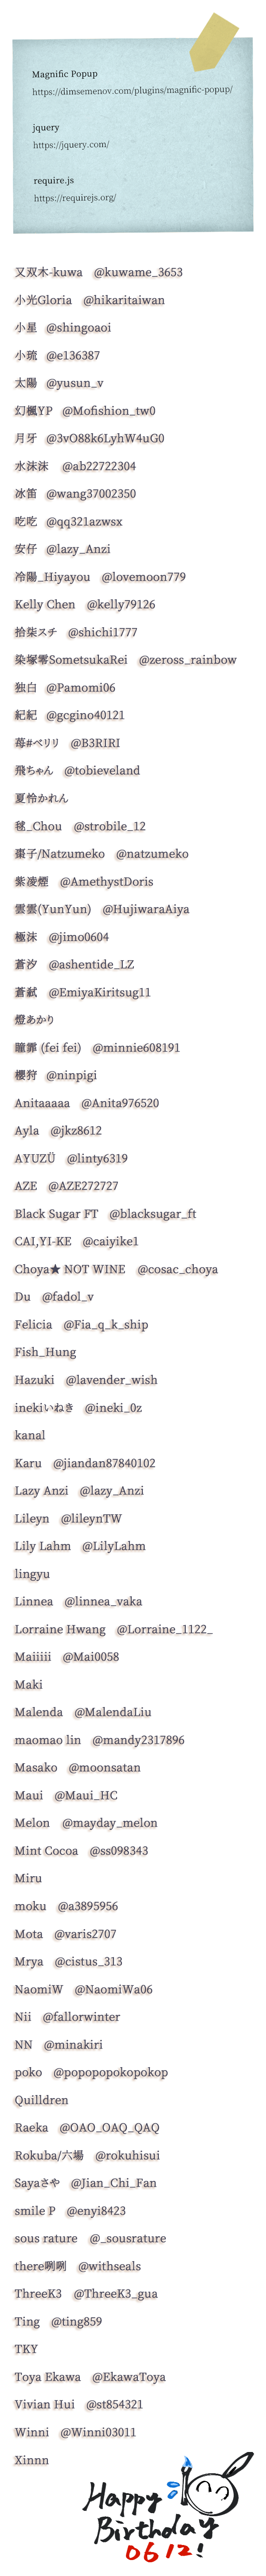 Magnific Popup
https://dimsemenov.com/plugins/magnific-popup/
jquery
https://jquery.com/
require.js
https://requirejs.org/
又双木-kuwa @kuwame_3653
小光Gloria @hikaritaiwan
小星 @shingoaoi
小琉 @e136387
太陽 @yusun_v
幻楓YP @Mofishion_tw0
月牙 @3vO88k6LyhW4uG0
水沫沫 @ab22722304
冰笛 @wang37002350
吃吃 @qq321azwsx
安仔 @lazy_Anzi
冷陽_Hiyayou @lovemoon779
Kelly Chen @kelly79126
拾柒スチ @shichi1777
染塚零SometsukaRei @zeross_rainbow
独白 @Pamomi06
紀紀 @gcgino40121
莓#ベリリ @B3RIRI
飛ちゃん @tobieveland
夏怜かれん
毬_Chou @strobile_12
棗子/Natzumeko @natzumeko
紫凌煙 @AmethystDoris
雲雲(YunYun) @HujiwaraAiya
極沫 @jimo0604
蒼汐 @ashentide_LZ
蒼弒 @EmiyaKiritsug11
燈あかり
瞳霏 (fei fei) @minnie608191
櫻狩 @ninpigi
Anitaaaaa @Anita976520
Ayla @jkz8612
AYUZÜ @linty6319
AZE @AZE272727
Black Sugar FT @blacksugar_ft
CAI,YI-KE @caiyike1
Choya★ NOT WINE @cosac_choya
Du @fadol_v
Felicia @Fia_q_k_ship
Fish_Hung
Hazuki @lavender_wish
inekiいねき @ineki_0z
kanal
Karu @jiandan87840102
Lazy Anzi @lazy_Anzi
Lileyn @lileynTW
Lily Lahm @LilyLahm
lingyu
Linnea @linnea_vaka
Lorraine Hwang @Lorraine_1122_
Maiiiii @Mai0058
Maki
Malenda @MalendaLiu
maomao lin @mandy2317896
Masako @moonsatan
Maui @Maui_HC
Melon @mayday_melon
Mint Cocoa @ss098343
Miru
moku @a3895956
Mota @varis2707
Mrya @cistus_313
NaomiW @NaomiWa06
Nii @fallorwinter
NN @minakiri
poko @popopopokopokop
Quilldren
Raeka @OAO_OAQ_QAQ
Rokuba/六場 @rokuhisui
Sayaさや @Jian_Chi_Fan
smile P @enyi8423
sous rature @_sousrature
there咧咧 @withseals
ThreeK3 @ThreeK3_gua
Ting @ting859
TKY
Toya Ekawa @EkawaToya
Vivian Hui @st854321
Winni @Winni03011
Xinnn
Happy
Birthday
0612!